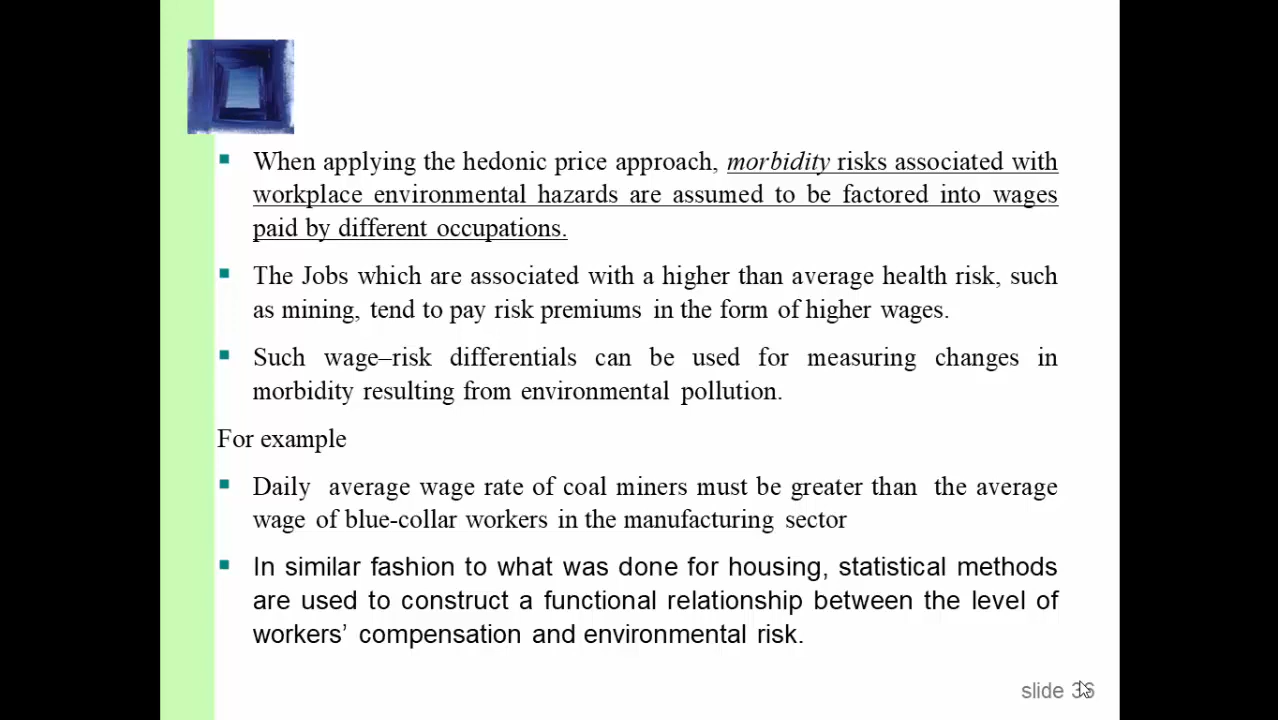 When applying the hedonic price approach, morbidity risks associated with
workplace environmental hazards are assumed to be factored into wages
paid by different occupations.
The Jobs which are associated with a higher than average health risk, such
as mining, tend to pay risk premiums in the form of higher wages.
Such wage–risk differentials can be used for measuring changes in
morbidity resulting from environmental pollution.
For example
Daily average wage rate of coal miners must be greater than the average
wage of blue-collar workers in the manufacturing sector
In similar fashion to what was done for housing, statistical methods
are used to construct a functional relationship between the level of
workers’ compensation and environmental risk.
slide